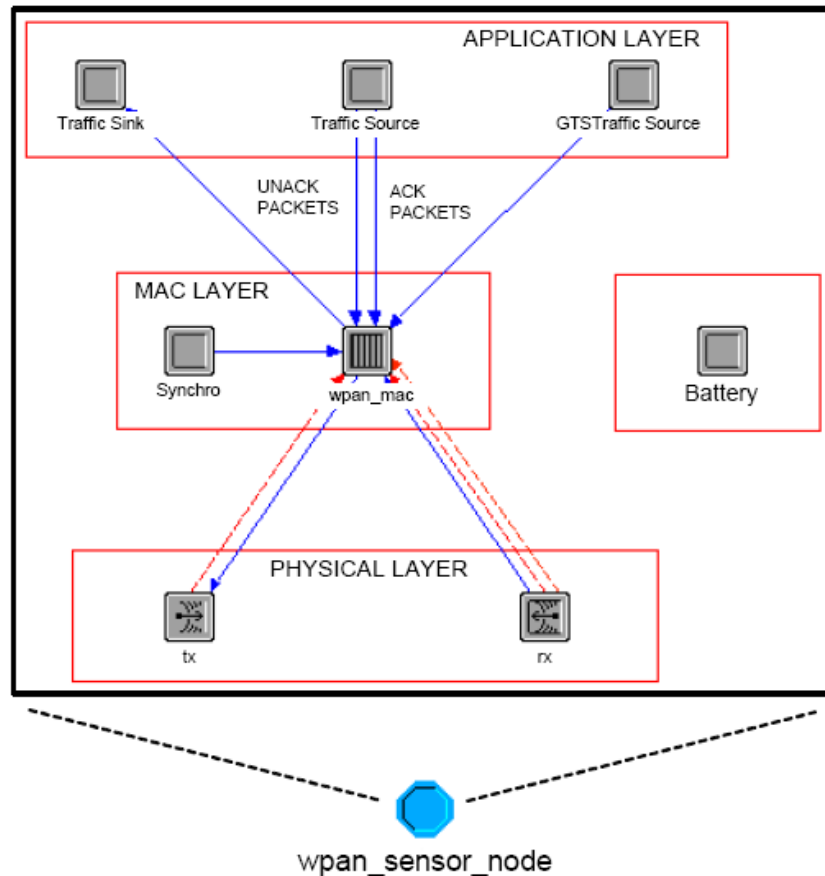 APPLICATION LAYER
Traffic Sink
Traffic Source
GTSTraffic Source
UNACK
PACKETS
ACK
PACKETS
MAC LAYER
Synchro
wpan_mac
Battery
PHYSICAL LAYER
tx
rx
wpan_sensor_node